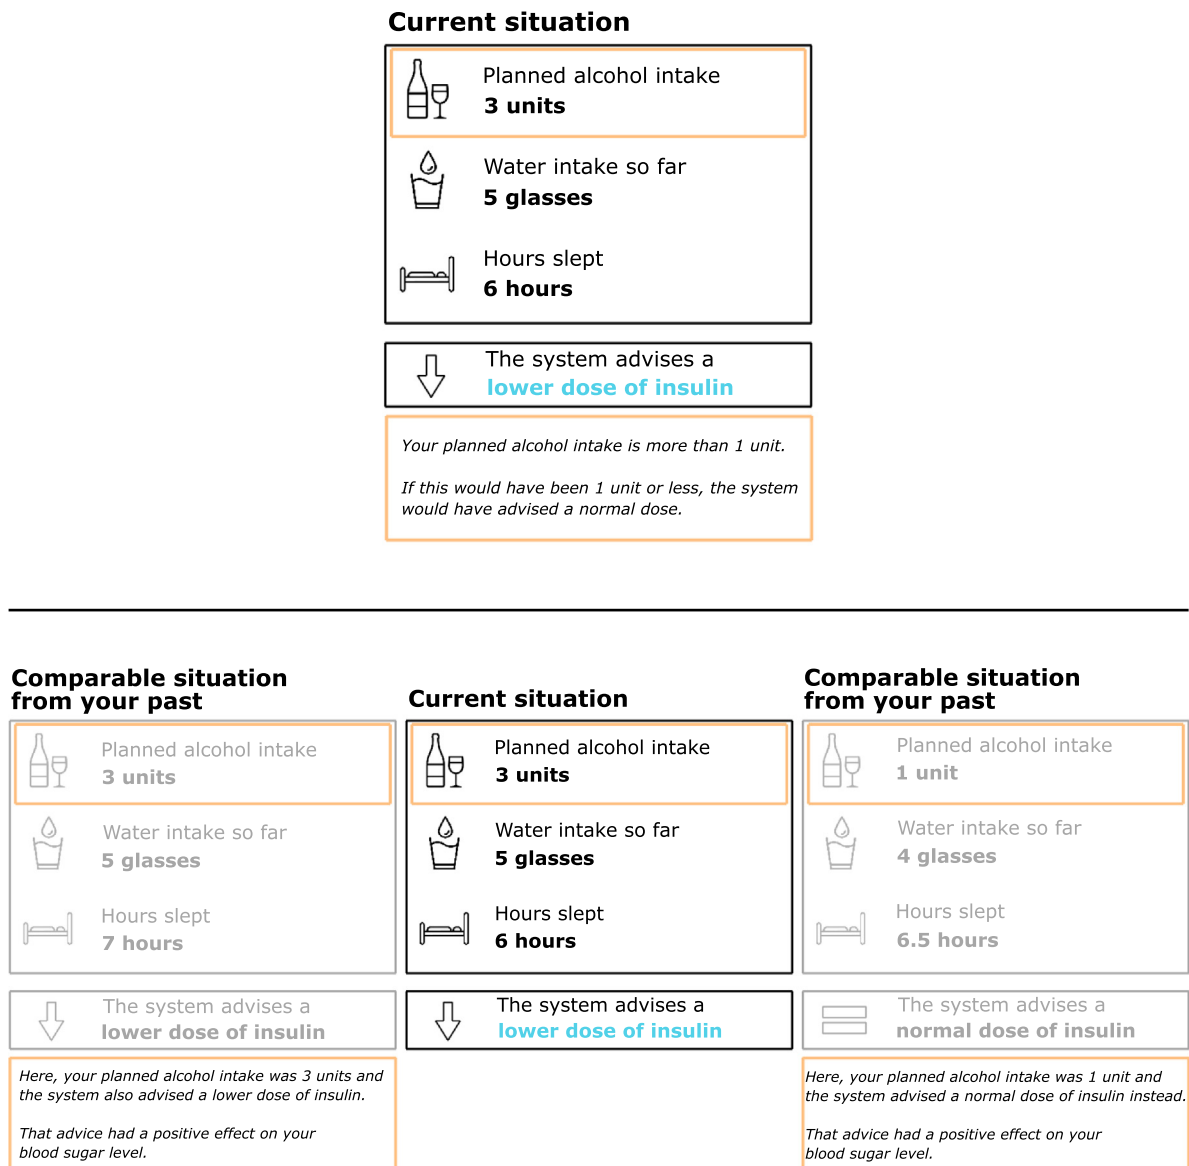 Current situation
Planned alcohol intake
3 units
Water intake so far
5 glasses
Hours slept
6 hours
The system advises a
lower dose of insulin
Your planned alcohol intake is more than 1 unit.
If this would have been 1 unit or less, the system
would have advised a normal dose.
Comparable situation
from your past
Planned alcohol intake
3 units
Water intake so far
5 glasses
Hours slept
7 hours
The system advises a
lower dose of insulin
Here, your planned alcohol intake was 3 units and
the system also advised a lower dose of insulin.
That advice had a positive effect on your
blood sugar level.
Current situation
Planned alcohol intake
3 units
Water intake so far
5 glasses
Hours slept
6 hours
The system advises a
lower dose of insulin
Comparable situation
from your past
Planned alcohol intake
1 unit
Water intake so far
4 glasses
Hours slept
6.5 hours
The system advises a
normal dose of insulin
Here, your planned alcohol intake was 1 unit and
the system advised a normal dose of insulin instead.
That advice had a positive effect on your
blood sugar level.